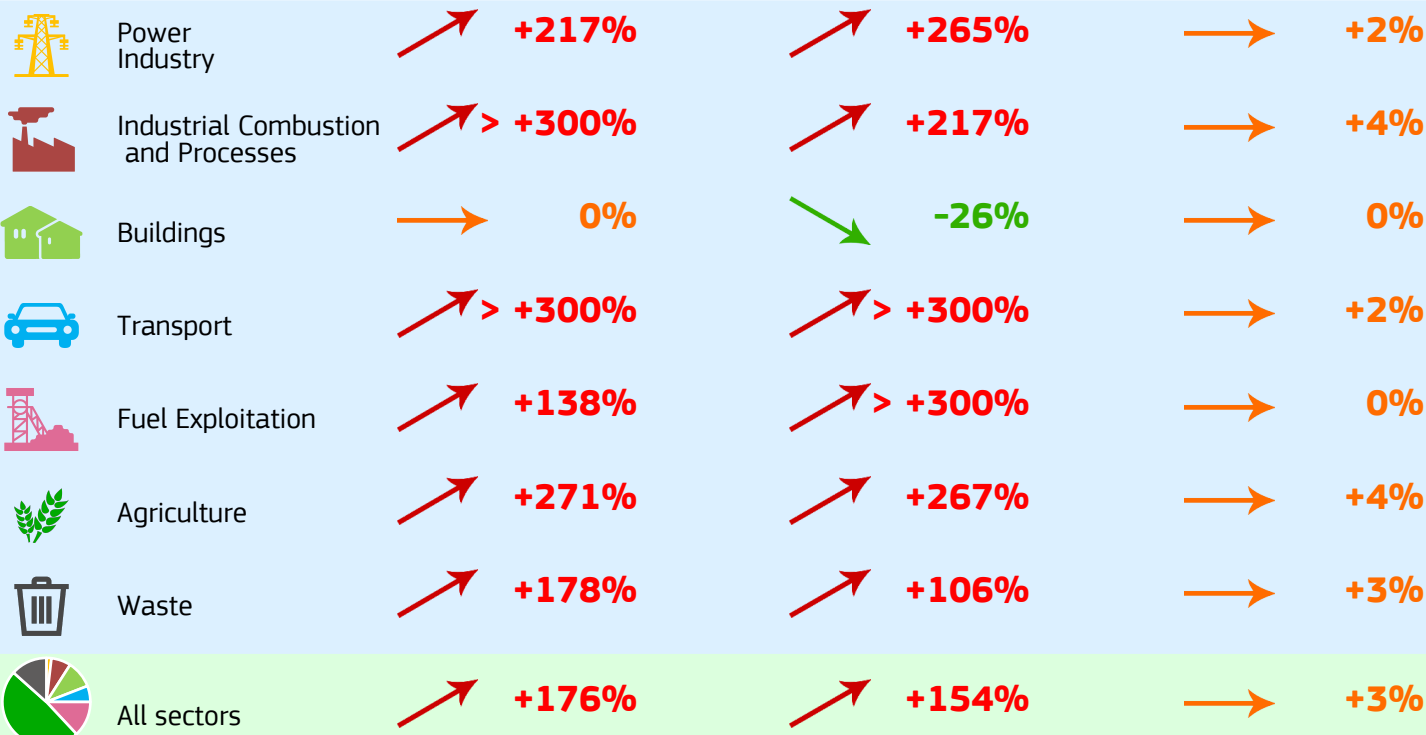 Power
Industry
+217%
+265%
+2%
Industrial Combustion
and Processes
> +300%
+217%
+4%
Buildings
0%
-26%
0%
Transport
> +300%
> +300%
+2%
Fuel Exploitation
+138%
> +300%
0%
Agriculture
+271%
+267%
+4%
Waste
+178%
+106%
+3%
All sectors
+176%
+154%
+3%